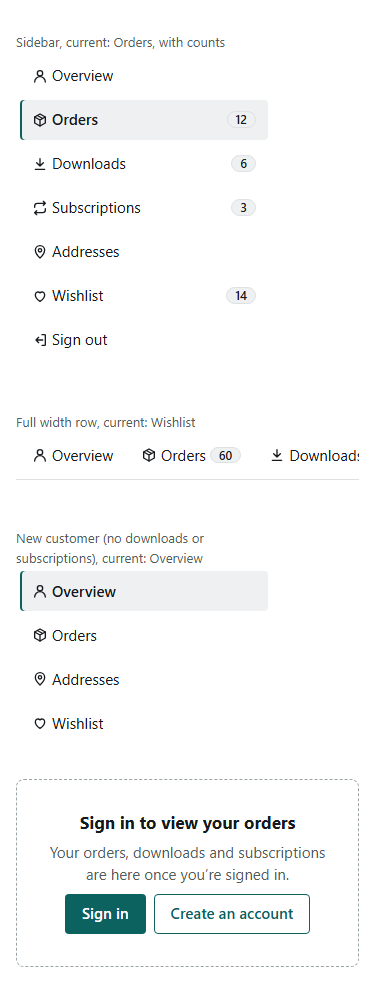 Sidebar, current: Orders, with counts
Overview
Orders 12
Downloads 6
Subscriptions 3
Addresses
Wishlist 14
Sign out
Full width row, current: Wishlist
Overview Orders 60 Downloads
New customer (no downloads or
subscriptions), current: Overview
Overview
Orders
Addresses
Wishlist
Sign in to view your orders
Your orders, downloads and subscriptions
are here once you’re signed in.
Sign in Create an account